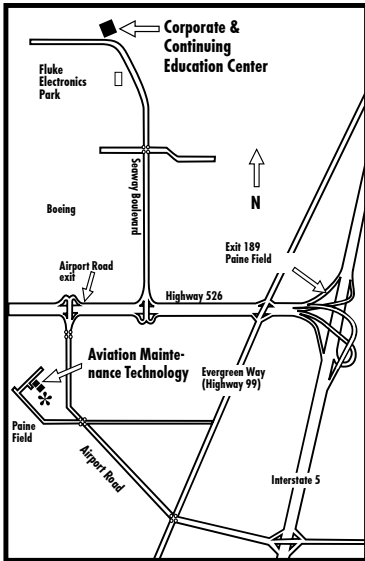 Corporate &
Continuing
Education Center
Fluke
Electronics
Park
Seaway Boulevard
N
Boeing
Exit 189
Paine Field
Airport Road
exit
Highway 526
Aviation Mainte-
nance Technology
Evergreen Way
(Highway 99)
Paine
Field
Airport Road
Interstate 5